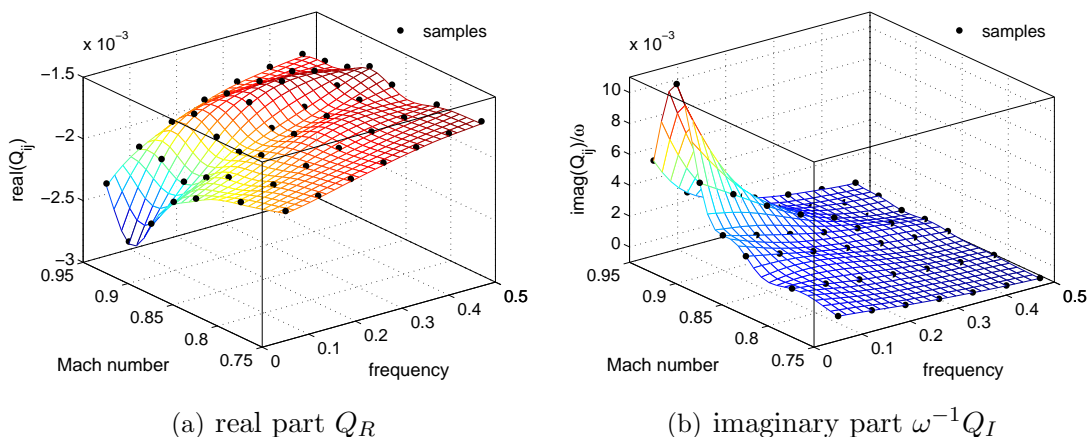 x 10⁻³
samples
−1.5
−2
−2.5
−3
real(Q_ij)
0.95
0.9
0.85
0.8
0.75
Mach number
0
0.1
0.2
0.3
0.4
0.5
frequency
(a) real part Q_R
x 10⁻³
samples
10
8
6
4
2
0
imag(Q_ij)/ω
0.95
0.9
0.85
0.8
0.75
Mach number
0
0.1
0.2
0.3
0.4
0.5
frequency
(b) imaginary part ω⁻¹Q_I